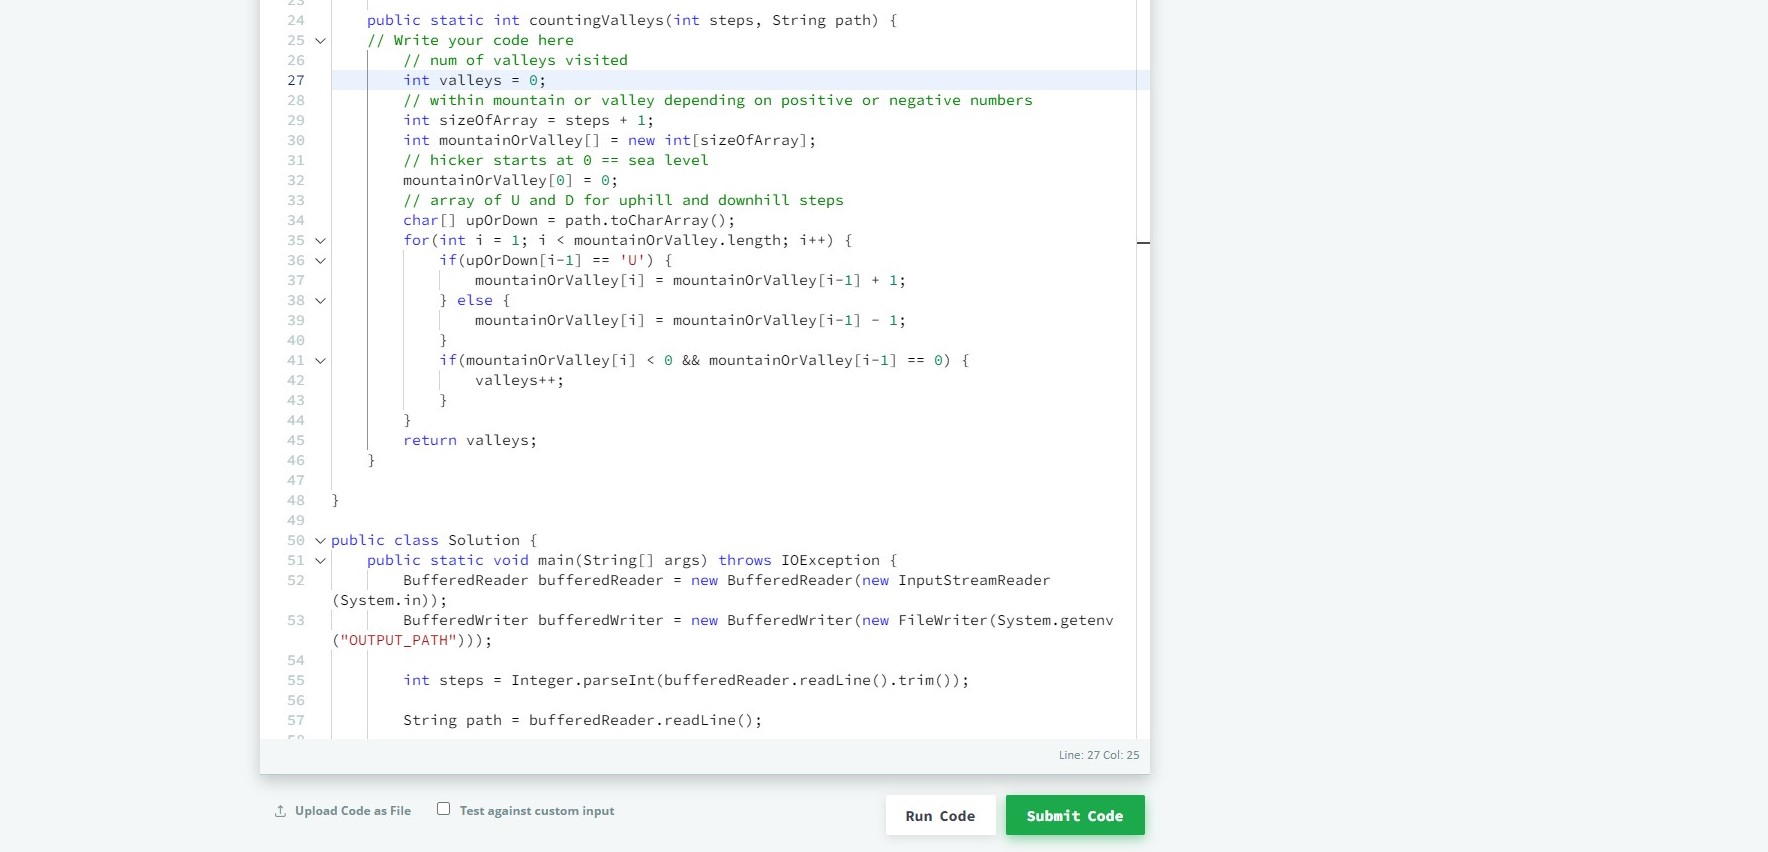 23
24 public static int countingValleys(int steps, String path) {
25 // Write your code here
26 // num of valleys visited
27 int valleys = 0;
28 // within mountain or valley depending on positive or negative numbers
29 int sizeOfArray = steps + 1;
30 int mountainOrValley[] = new int[sizeOfArray];
31 // hicker starts at 0 == sea level
32 mountainOrValley[0] = 0;
33 // array of U and D for uphill and downhill steps
34 char[] upOrDown = path.toCharArray();
35 for(int i = 1; i < mountainOrValley.length; i++) {
36 if(upOrDown[i-1] == 'U') {
37 mountainOrValley[i] = mountainOrValley[i-1] + 1;
38 } else {
39 mountainOrValley[i] = mountainOrValley[i-1] - 1;
40 }
41 if(mountainOrValley[i] < 0 && mountainOrValley[i-1] == 0) {
42 valleys++;
43 }
44 }
45 return valleys;
46 }
47
48 }
49
50 public class Solution {
51 public static void main(String[] args) throws IOException {
52 BufferedReader bufferedReader = new BufferedReader(new InputStreamReader
(System.in));
53 BufferedWriter bufferedWriter = new BufferedWriter(new FileWriter(System.getenv
("OUTPUT_PATH")));
54
55 int steps = Integer.parseInt(bufferedReader.readLine().trim());
56
57 String path = bufferedReader.readLine();
58
Line: 27 Col: 25
Upload Code as File
Test against custom input
Run Code
Submit Code